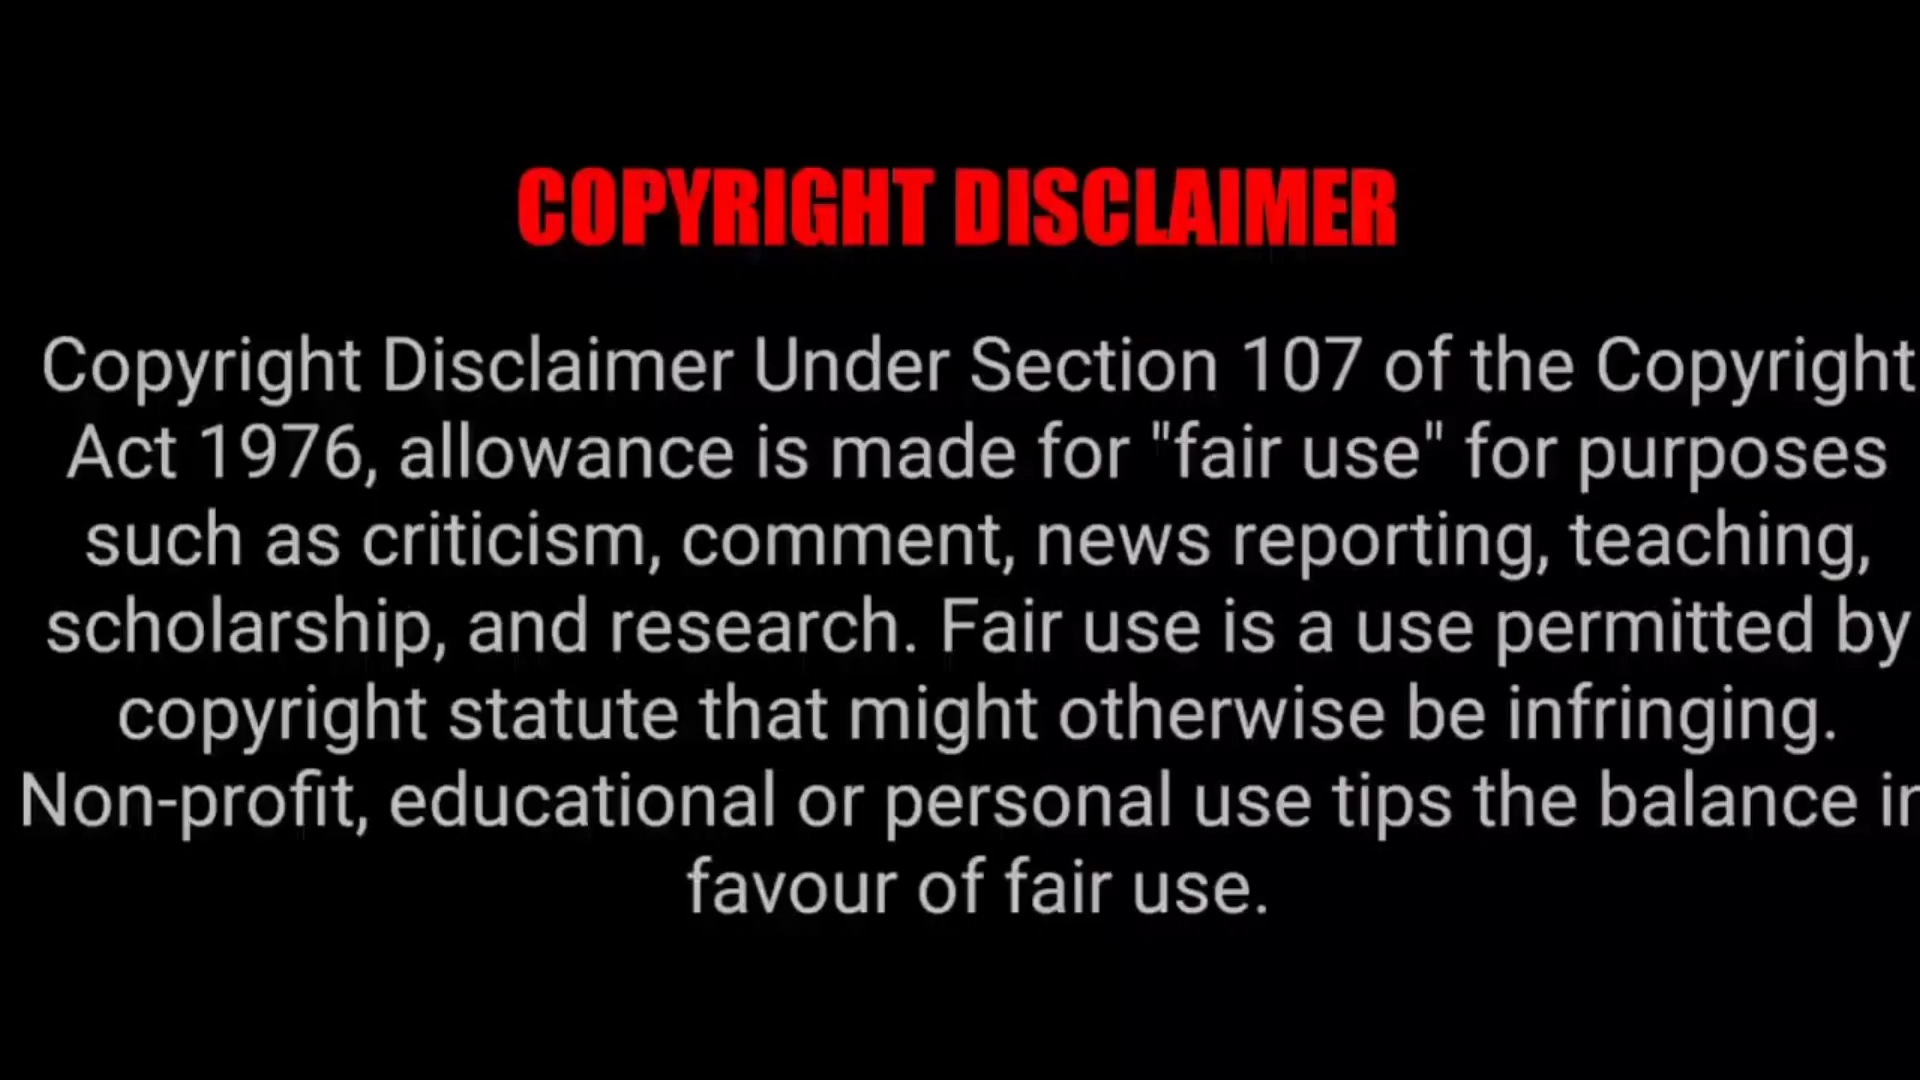 COPYRIGHT DISCLAIMER
Copyright Disclaimer Under Section 107 of the Copyright
Act 1976, allowance is made for "fair use" for purposes
such as criticism, comment, news reporting, teaching,
scholarship, and research. Fair use is a use permitted by
copyright statute that might otherwise be infringing.
Non-profit, educational or personal use tips the balance in
favour of fair use.